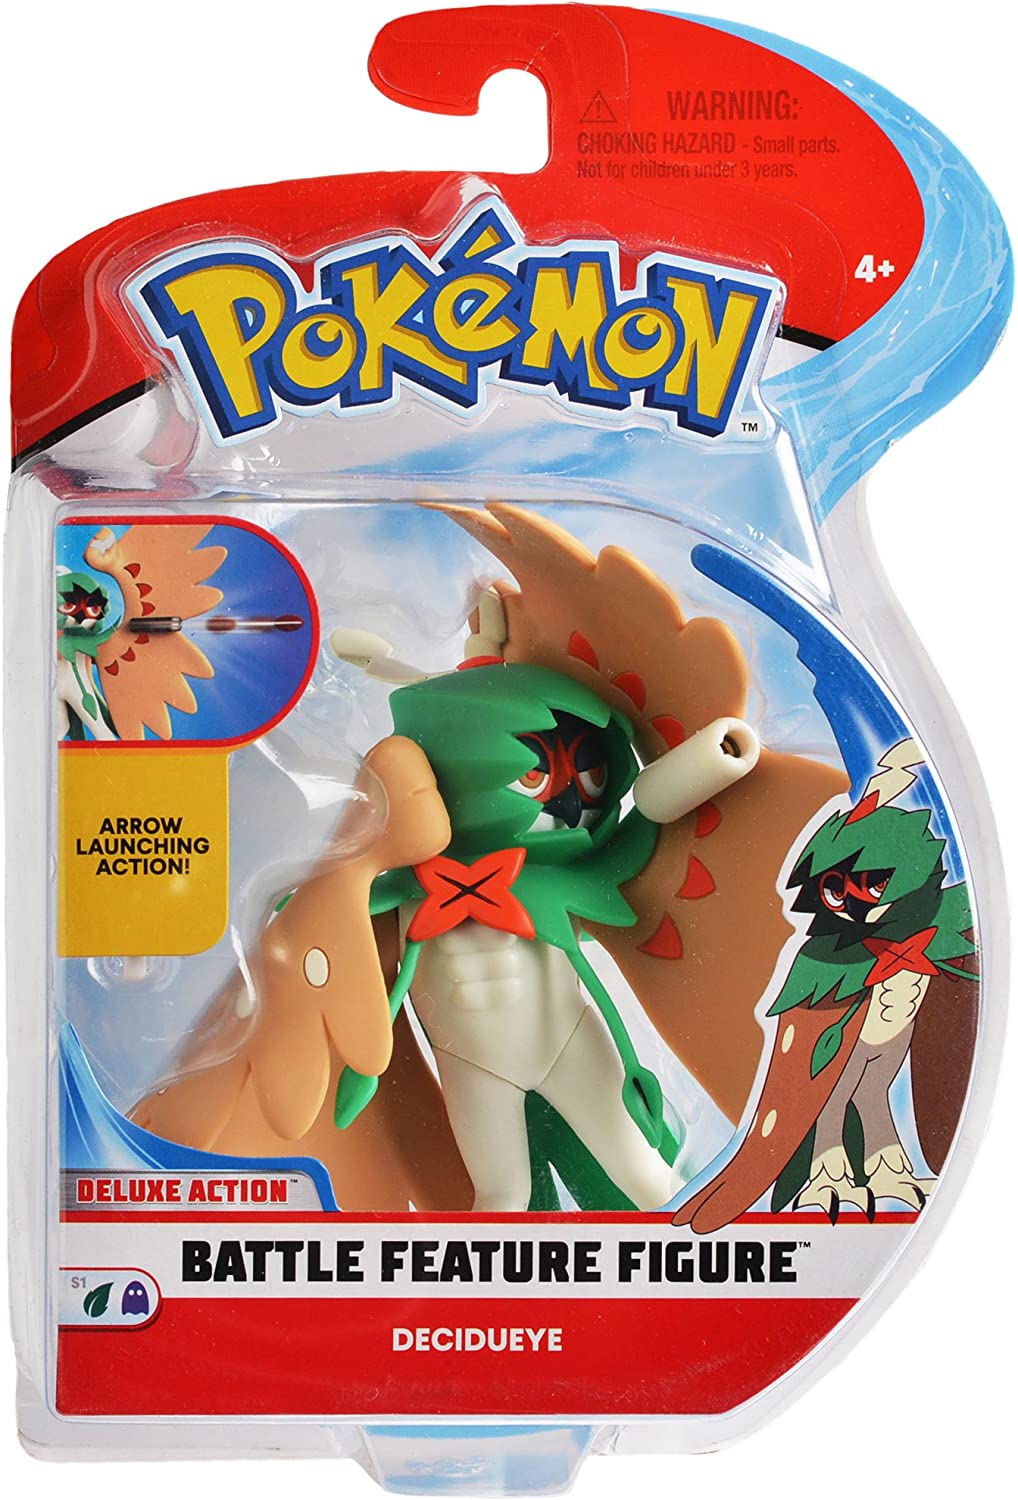 WARNING:
CHOKING HAZARD - Small parts.
Not for children under 3 years.
4+
POKÉMON
TM
ARROW
LAUNCHING
ACTION!
DELUXE ACTION™
BATTLE FEATURE FIGURE™
S1
DECIDUEYE